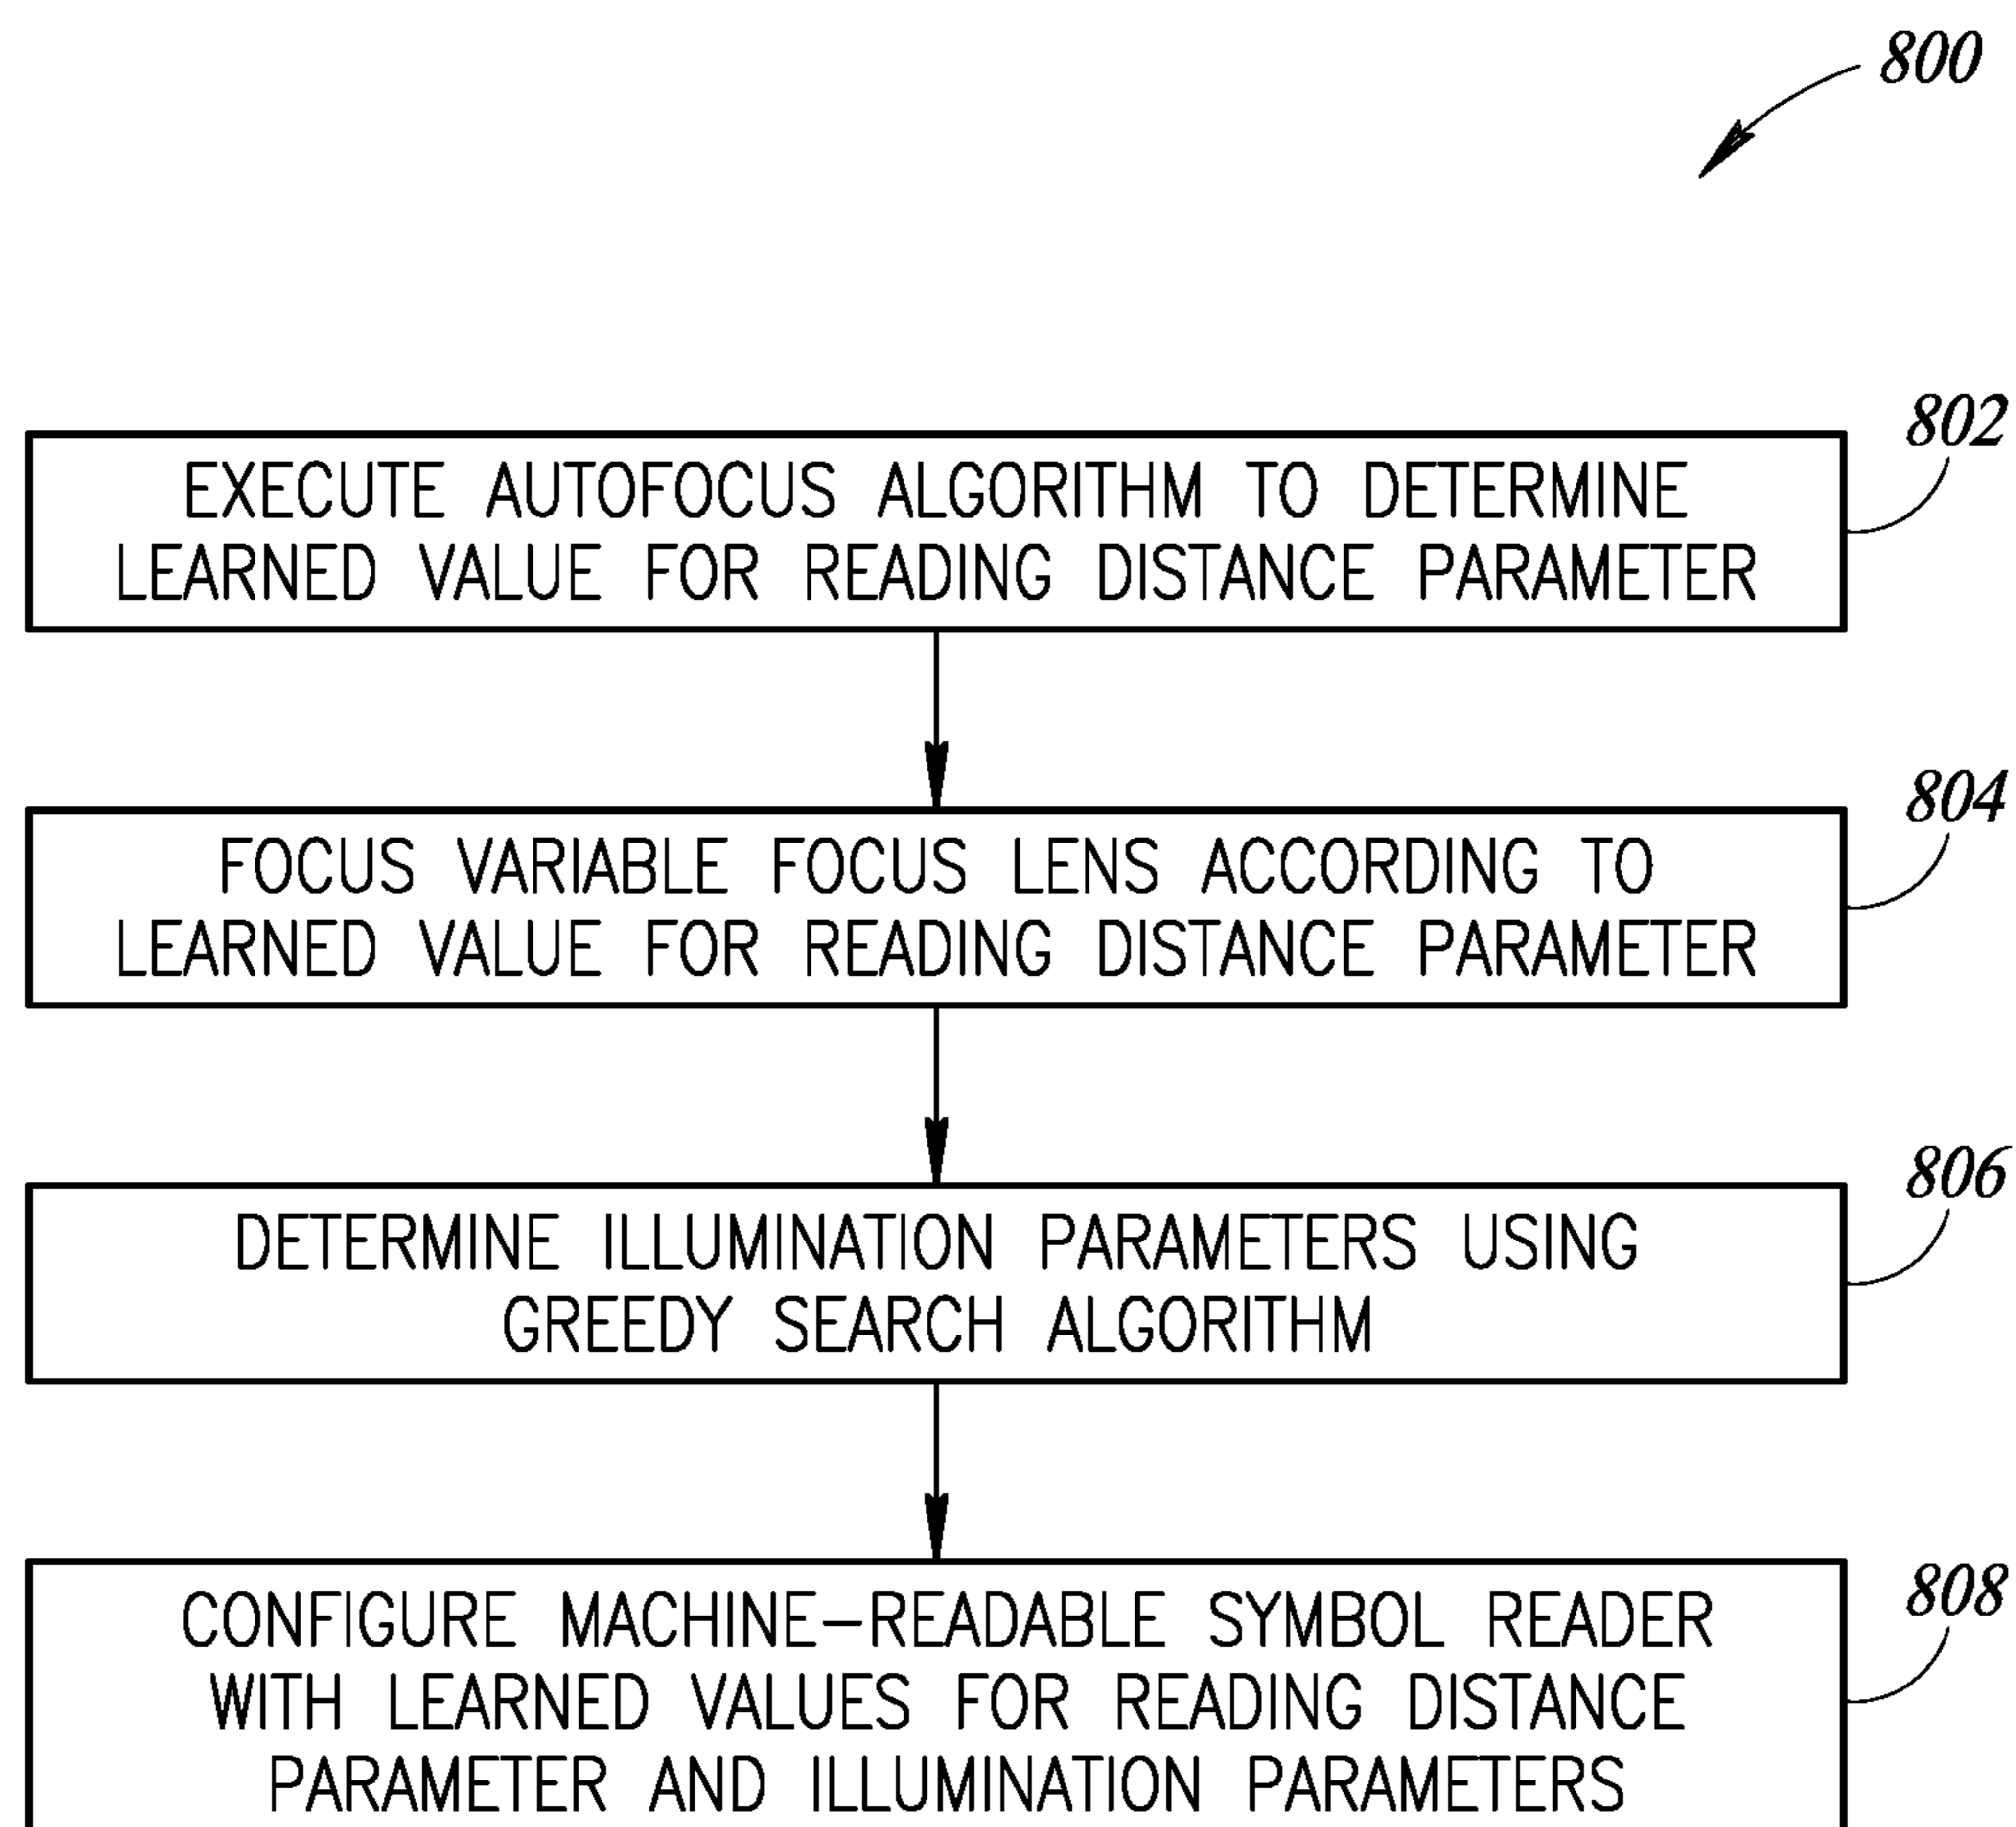 800
802
EXECUTE AUTOFOCUS ALGORITHM TO DETERMINE
LEARNED VALUE FOR READING DISTANCE PARAMETER
804
FOCUS VARIABLE FOCUS LENS ACCORDING TO
LEARNED VALUE FOR READING DISTANCE PARAMETER
806
DETERMINE ILLUMINATION PARAMETERS USING
GREEDY SEARCH ALGORITHM
808
CONFIGURE MACHINE-READABLE SYMBOL READER
WITH LEARNED VALUES FOR READING DISTANCE
PARAMETER AND ILLUMINATION PARAMETERS